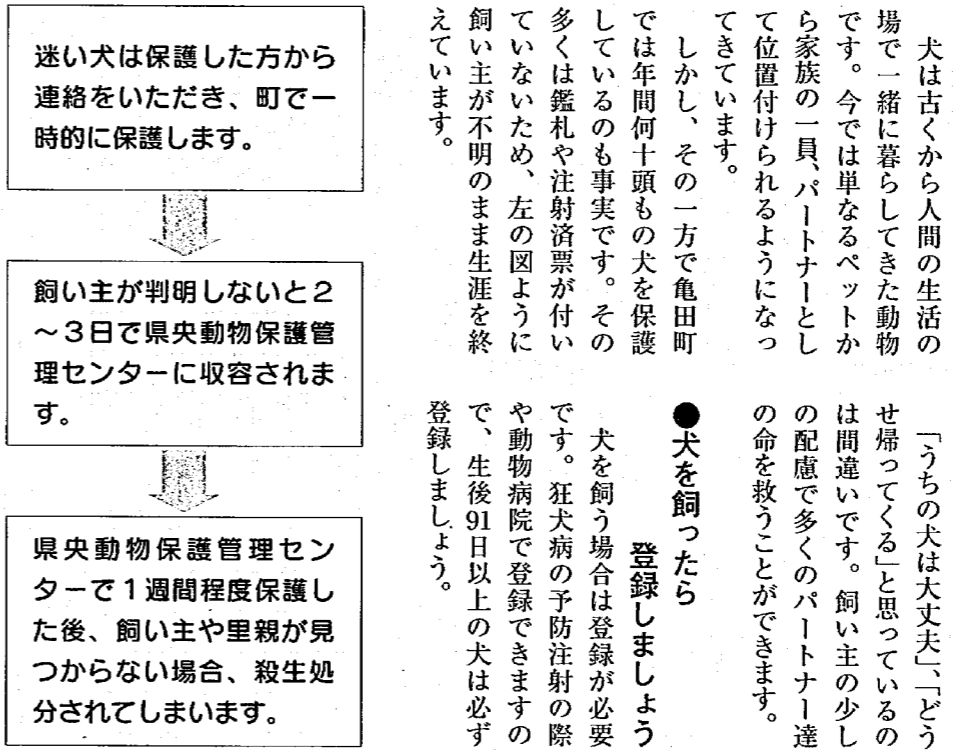 犬は古くから人間の生活の
場で一緒に暮らしてきた動物
です。今では単なるペットか
ら家族の一員、パートナーとし
て位置付けられるようになっ
てきています。
しかし、その一方で亀田町
では年間何十頭もの犬を保護
しているのも事実です。その
多くは鑑札や注射済票が付い
ていないため、左の図ように
飼い主が不明のまま生涯を終
えています。
迷い犬は保護した方から
連絡をいただき、町で一
時的に保護します。
飼い主が判明しないと2
～3日で県央動物保護管
理センターに収容されま
す。
県央動物保護管理セン
ターで1週間程度保護し
た後、飼い主や里親が見
つからない場合、殺生処
分されてしまいます。
「うちの犬は大丈夫」、「どう
せ帰ってくる」と思っているの
は間違いです。飼い主の少し
の配慮で多くのパートナー達
の命を救うことができます。
●犬を飼ったら
登録しましょう
犬を飼う場合は登録が必要
です。狂犬病の予防注射の際
や動物病院で登録できますの
で、生後91日以上の犬は必ず
登録しましょう。